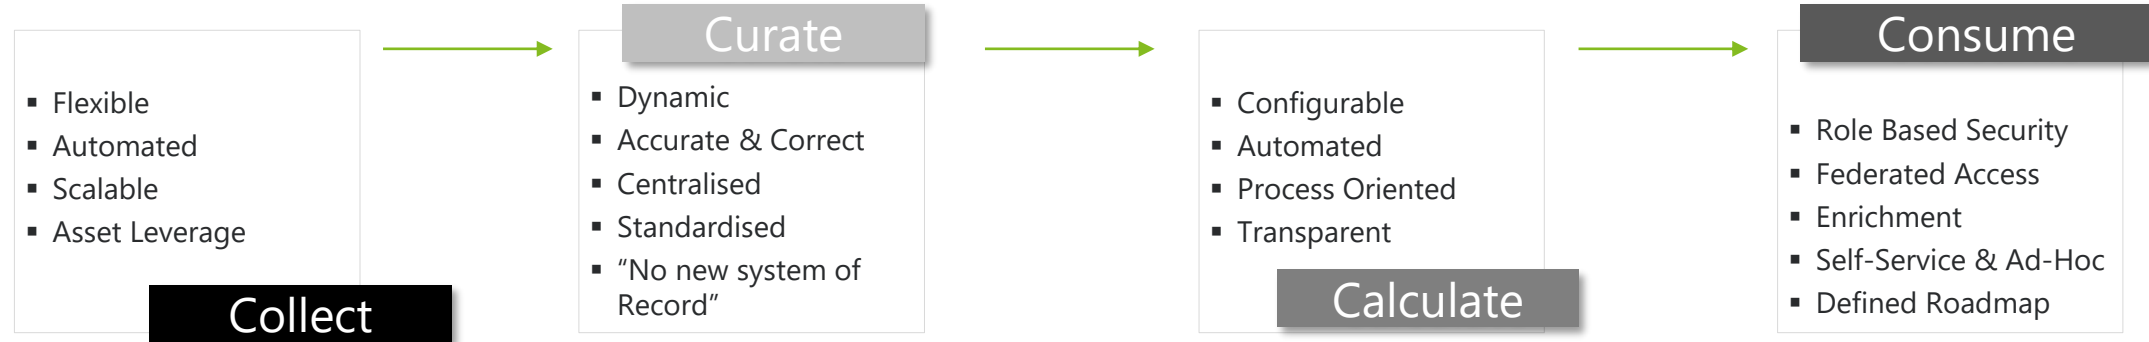 ▪ Flexible
▪ Automated
▪ Scalable
▪ Asset Leverage
Collect
Curate
▪ Dynamic
▪ Accurate & Correct
▪ Centralised
▪ Standardised
▪ “No new system of
Record”
▪ Configurable
▪ Automated
▪ Process Oriented
▪ Transparent
Calculate
Consume
▪ Role Based Security
▪ Federated Access
▪ Enrichment
▪ Self-Service & Ad-Hoc
▪ Defined Roadmap